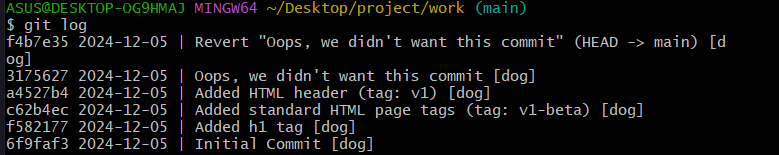 ASUS@DESKTOP-OG9HMAJ MINGW64 ~/Desktop/project/work (main)
$ git log
f4b7e35 2024-12-05 | Revert "Oops, we didn't want this commit" (HEAD -> main) [d
og]
3175627 2024-12-05 | Oops, we didn't want this commit [dog]
a4527b4 2024-12-05 | Added HTML header (tag: v1) [dog]
c62b4ec 2024-12-05 | Added standard HTML page tags (tag: v1-beta) [dog]
f582177 2024-12-05 | Added h1 tag [dog]
6f9faf3 2024-12-05 | Initial Commit [dog]